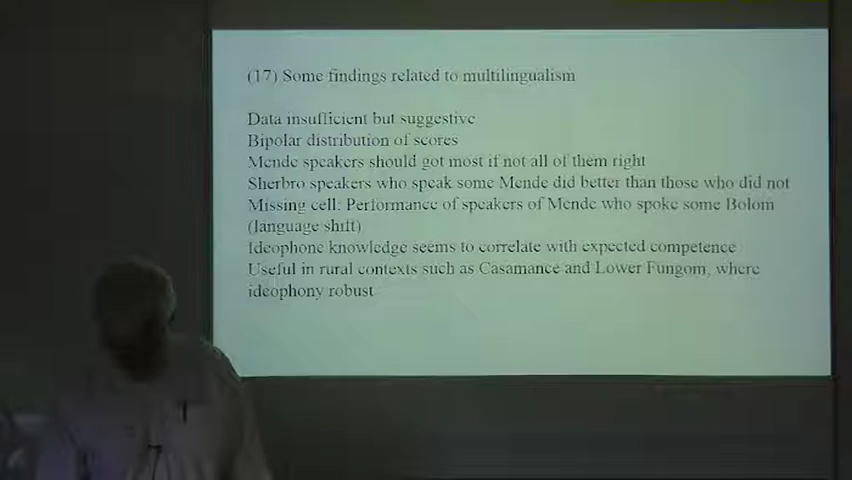 (17) Some findings related to multilingualism
Data insufficient but suggestive
Bipolar distribution of scores
Mende speakers should got most if not all of them right
Sherbro speakers who speak some Mende did better than those who did not
Missing cell: Performance of speakers of Mende who spoke some Bolom
(language shift)
Ideophone knowledge seems to correlate with expected competence
Useful in rural contexts such as Casamance and Lower Fungom, where
ideophony robust